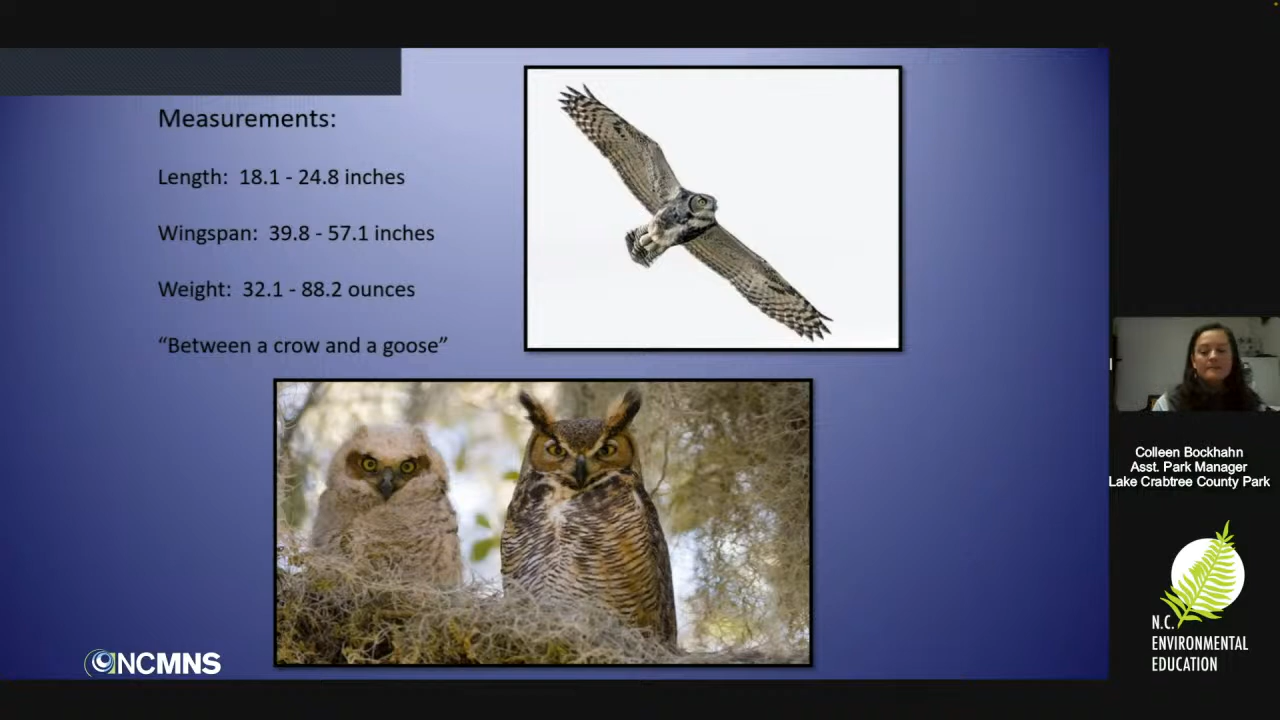 Measurements:
Length: 18.1 - 24.8 inches
Wingspan: 39.8 - 57.1 inches
Weight: 32.1 - 88.2 ounces
“Between a crow and a goose”
NCMNS
Colleen Bockhahn
Asst. Park Manager
Lake Crabtree County Park
N.C.
ENVIRONMENTAL
EDUCATION